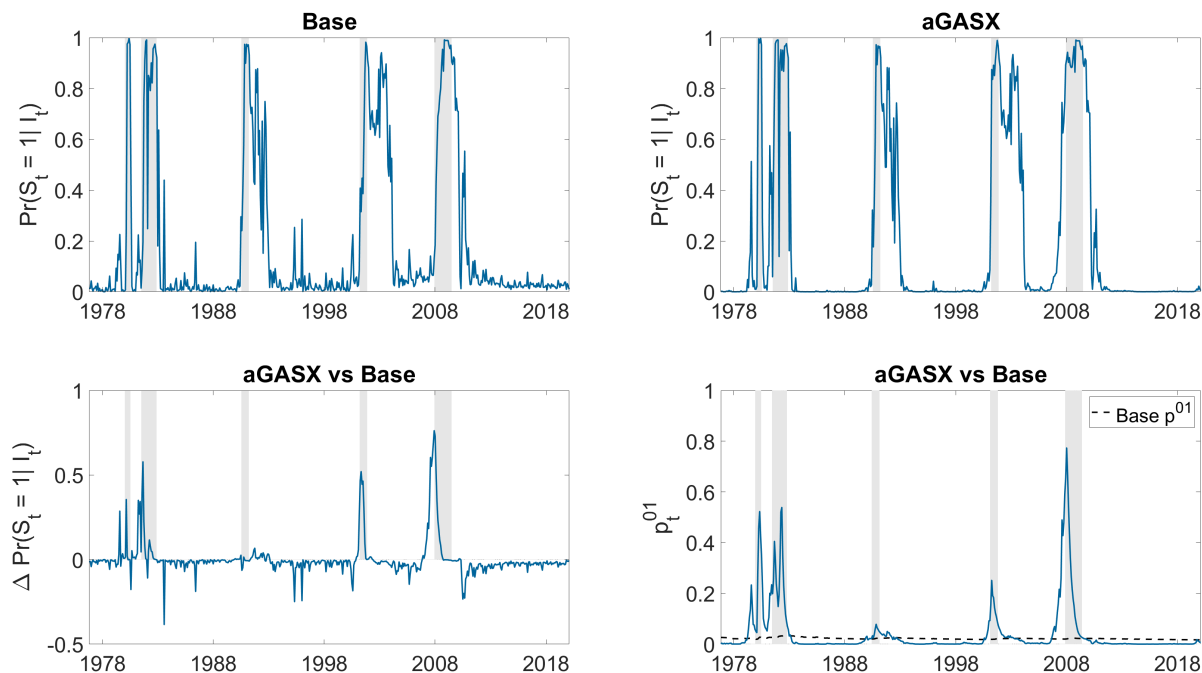 Base
Pr(S_t = 1| I_t)
1
0.8
0.6
0.4
0.2
0
1978 1988 1998 2008 2018
aGASX
Pr(S_t = 1| I_t)
1
0.8
0.6
0.4
0.2
0
1978 1988 1998 2008 2018
aGASX vs Base
Δ Pr(S_t = 1| I_t)
1
0.5
0
-0.5
1978 1988 1998 2008 2018
aGASX vs Base
p_t^01
1
0.8
0.6
0.4
0.2
0
Base p^01
1978 1988 1998 2008 2018